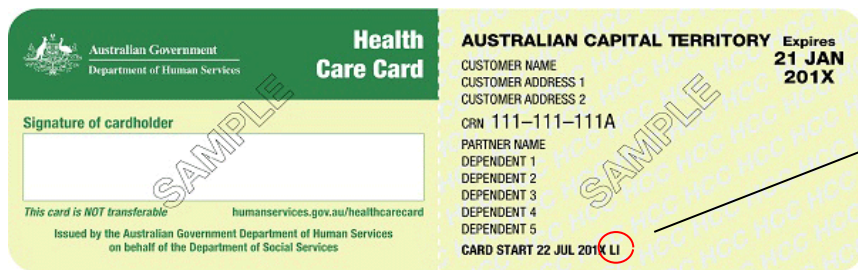 Australian Government
Department of Human Services
Health
Care Card
Signature of cardholder
SAMPLE
This card is NOT transferable
humanservices.gov.au/healthcarecard
Issued by the Australian Government Department of Human Services
on behalf of the Department of Social Services
AUSTRALIAN CAPITAL TERRITORY
Expires
21 JAN
201X
CUSTOMER NAME
CUSTOMER ADDRESS 1
CUSTOMER ADDRESS 2
CRN 111–111–111A
PARTNER NAME
DEPENDENT 1
DEPENDENT 2
DEPENDENT 3
DEPENDENT 4
DEPENDENT 5
SAMPLE
CARD START 22 JUL 201X LI